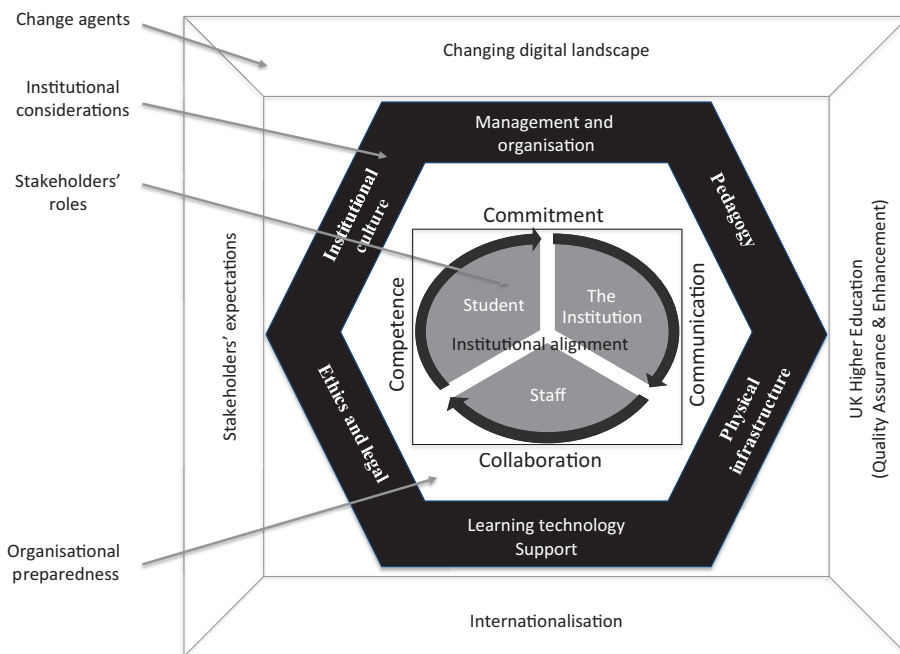 Change agents
Changing digital landscape
Institutional
considerations
Management and
organisation
Stakeholders’
roles
Institutional
culture
Pedagogy
Commitment
Competence
Communication
Student
The
Institution
Institutional alignment
Staff
Collaboration
Stakeholders’ expectations
UK Higher Education
(Quality Assurance & Enhancement)
Ethics and legal
Physical
infrastructure
Learning technology
Support
Organisational
preparedness
Internationalisation